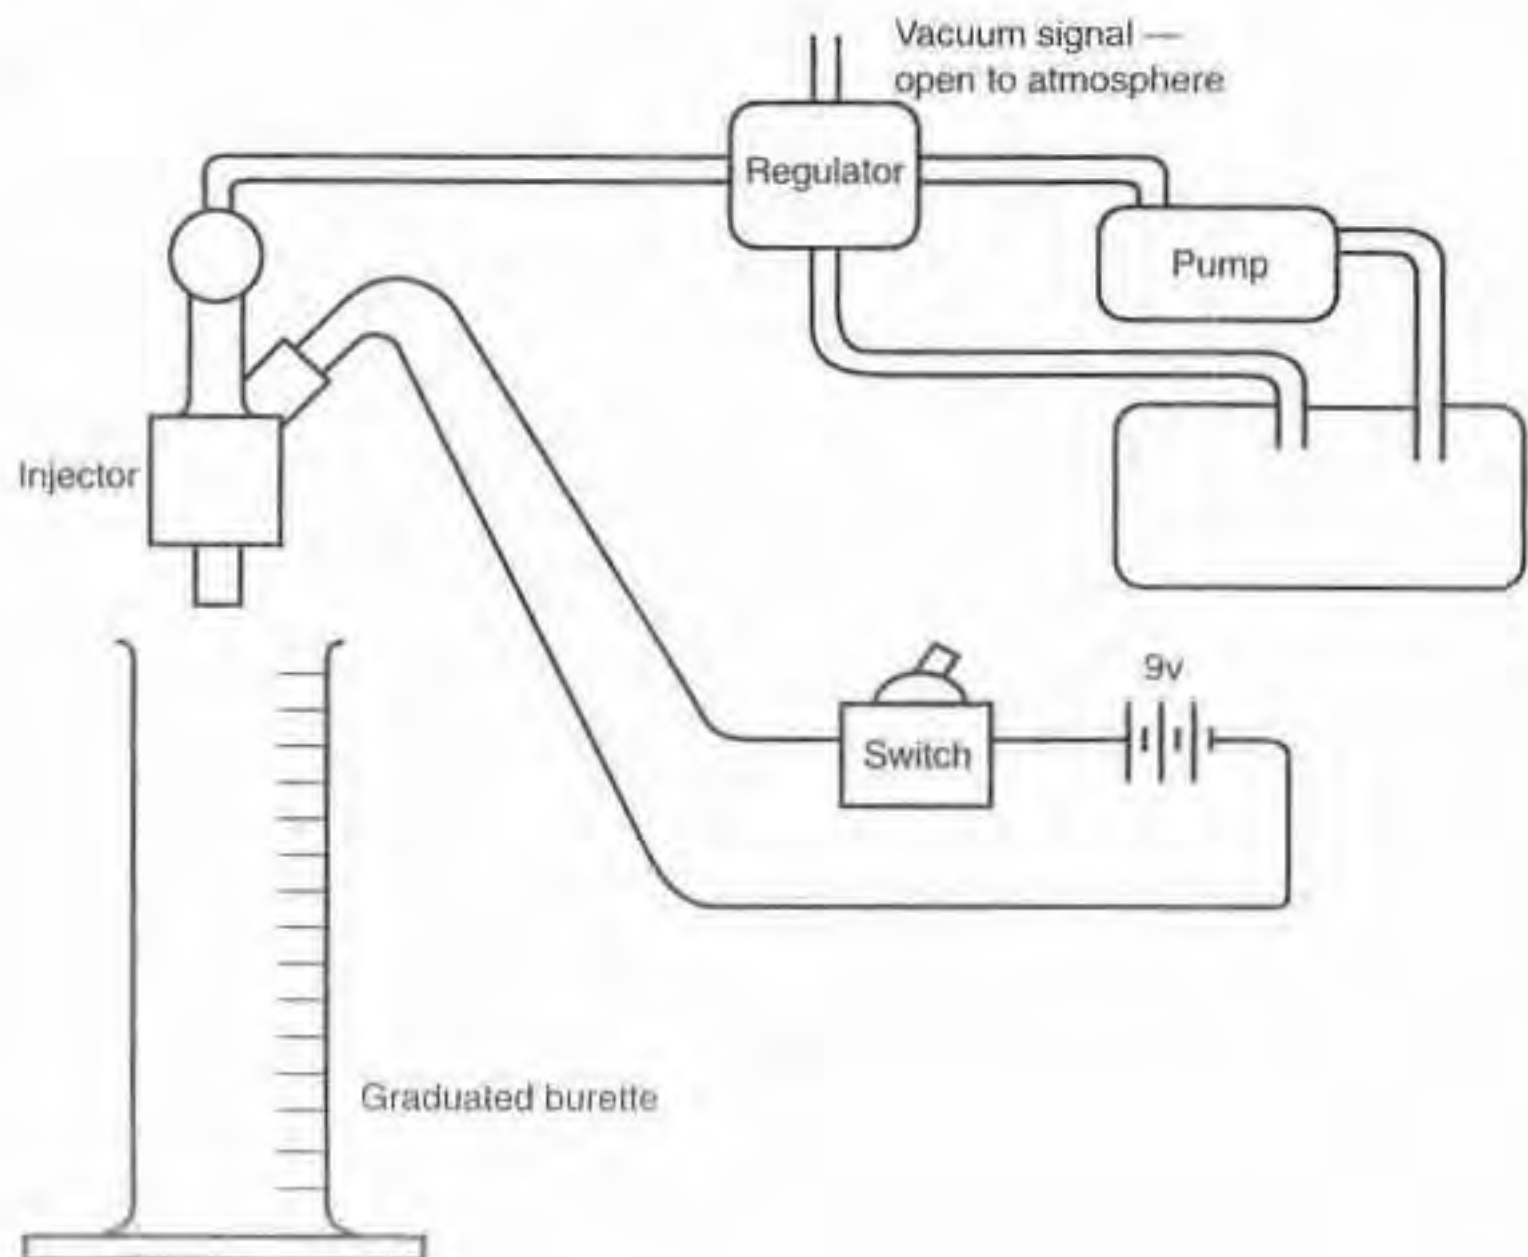 Vacuum signal —
open to atmosphere
Regulator
Pump
Injector
9v
Switch
Graduated burette